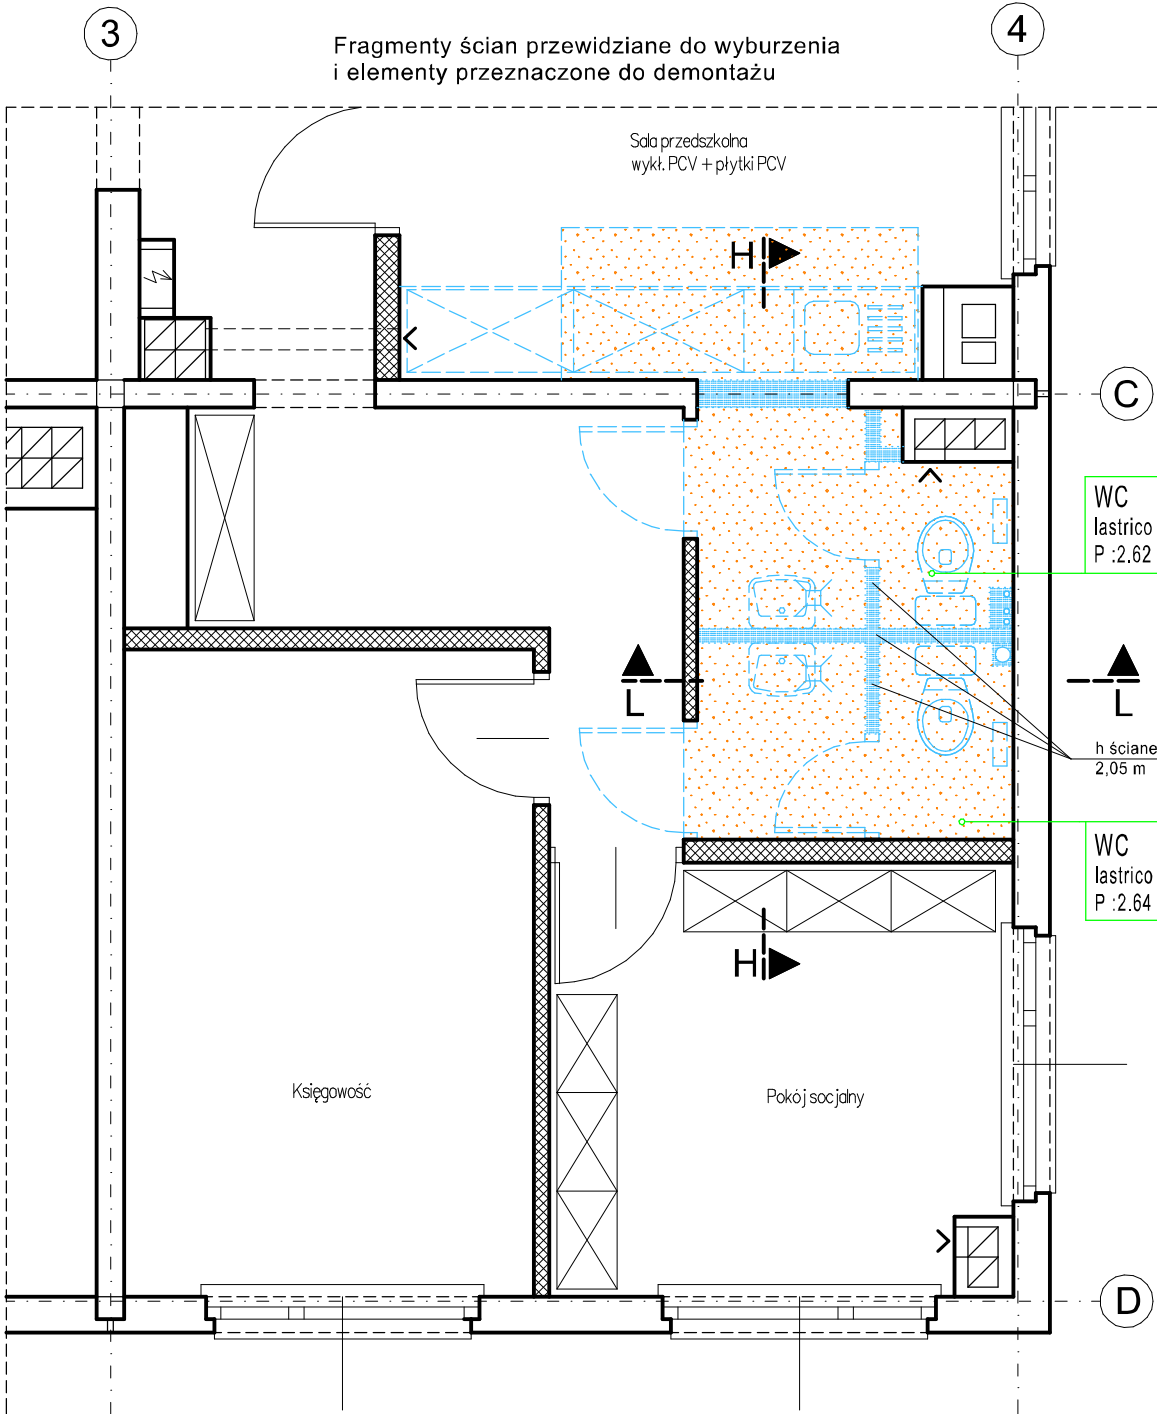 3
4
Fragmenty ścian przewidziane do wyburzenia
i elementy przeznaczone do demontażu
Sala przedszkolna
wykł. PCV + płytki PCV
H
C
WC
lastrico
P :2.62
L
L
h ściane
2,05 m
WC
lastrico
P :2.64
H
Księgowość
Pokój socjalny
D